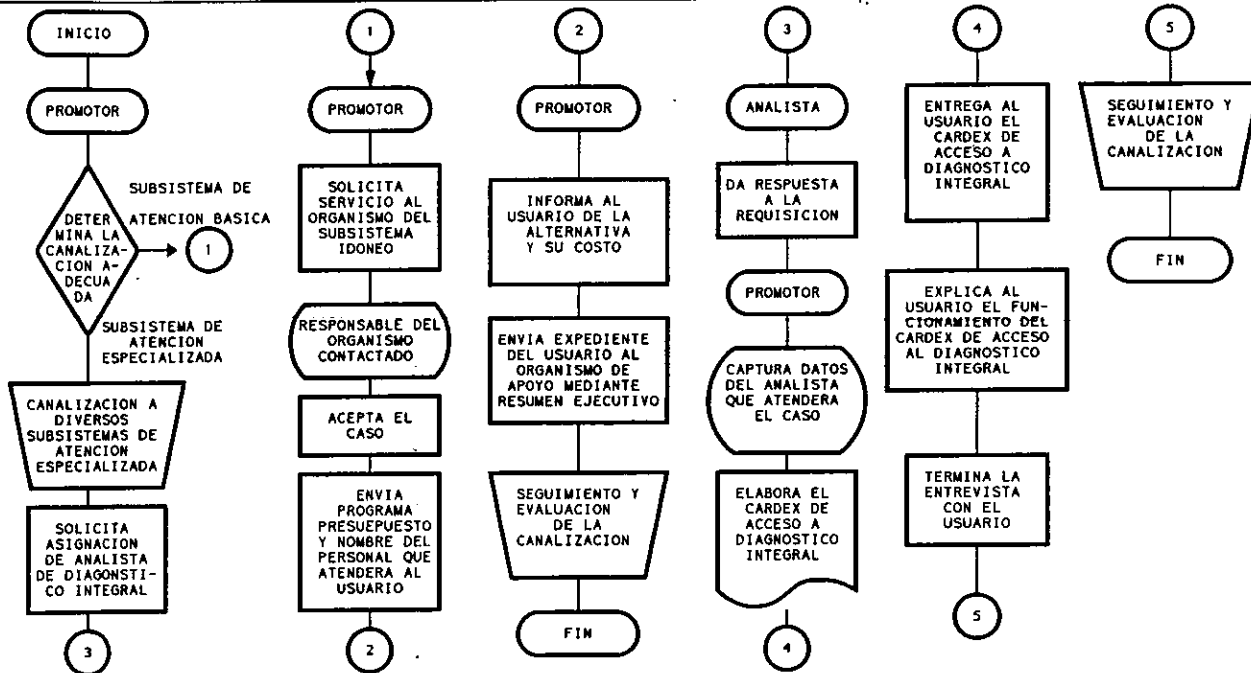 INICIO
PROMOTOR
DETER
MINA LA
CANALIZA-
CION A-
DECUA
DA
SUBSISTEMA DE
ATENCION BASICA
1
SUBSISTEMA DE
ATENCION
ESPECIALIZADA
CANALIZACION A
DIVERSOS
SUBSISTEMAS DE
ATENCION
ESPECIALIZADA
SOLICITA
ASIGNACION
DE ANALISTA
DE DIAGONSTI-
CO INTEGRAL
3
1
PROMOTOR
SOLICITA
SERVICIO AL
ORGANISMO DEL
SUBSISTEMA
IDONEO
RESPONSABLE DEL
ORGANISMO
CONTACTADO
ACEPTA EL
CASO
ENVIA
PROGRAMA
PRESUEPUESTO
Y NOMBRE DEL
PERSONAL QUE
ATENDERA AL
USUARIO
2
2
PROMOTOR
INFORMA AL
USUARIO DE LA
ALTERNATIVA
Y SU COSTO
ENVIA EXPEDIENTE
DEL USUARIO AL
ORGANISMO DE
APOYO MEDIANTE
RESUMEN EJECUTIVO
SEGUIMIENTO Y
EVALUACION
DE LA
CANALIZACION
FIN
3
ANALISTA
DA RESPUESTA
A LA
REQUISICION
PROMOTOR
CAPTURA DATOS
DEL ANALISTA
QUE ATENDERA
EL CASO
ELABORA EL
CARDEX DE
ACCESO A
DIAGNOSTICO
INTEGRAL
4
4
ENTREGA AL
USUARIO EL
CARDEX DE
ACCESO A
DIAGNOSTICO
INTEGRAL
EXPLICA AL
USUARIO EL FUN-
CIONAMIENTO DEL
CARDEX DE ACCESO
AL DIAGNOSTICO
INTEGRAL
TERMINA LA
ENTREVISTA
CON EL
USUARIO
5
5
SEGUIMIENTO Y
EVALUACION
DE LA
CANALIZACION
FIN